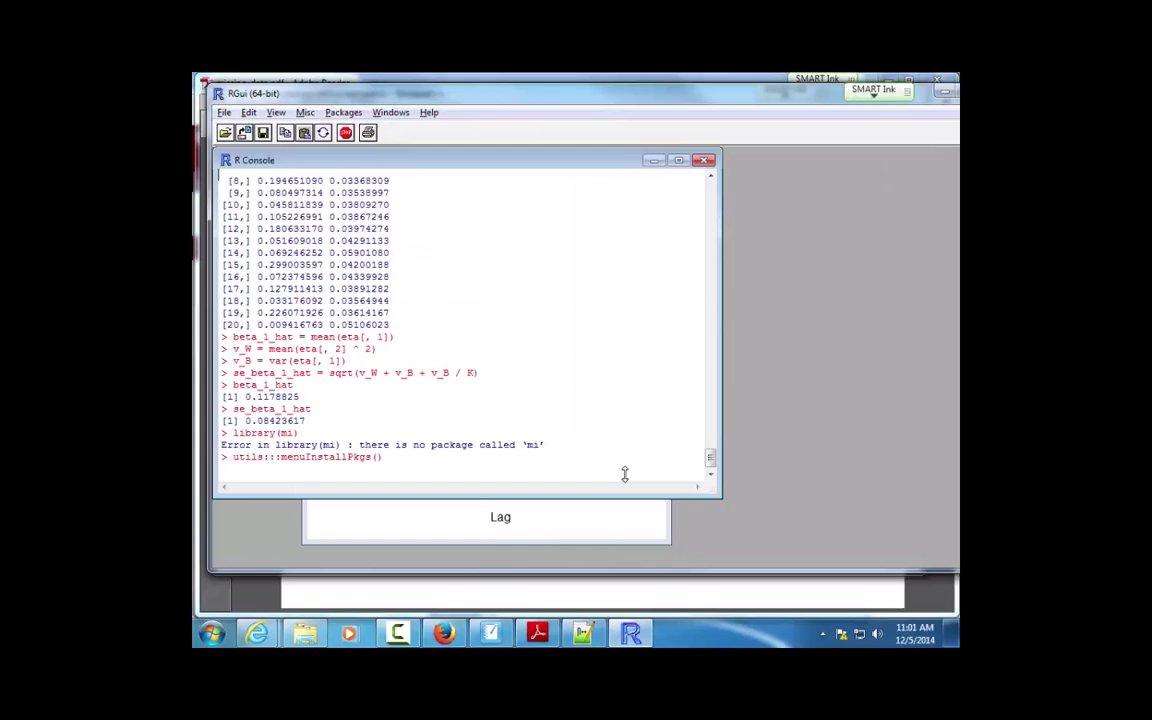 SMART Ink
RGui (64-bit)
SMART Ink
File Edit View Misc Packages Windows Help
STOP
R Console
[8,] 0.194651090 0.03368309
[9,] 0.080497314 0.03538997
[10,] 0.045811839 0.03809270
[11,] 0.105226991 0.03867246
[12,] 0.180633170 0.03974274
[13,] 0.051609018 0.04291133
[14,] 0.069246252 0.05901080
[15,] 0.299003597 0.04200188
[16,] 0.072374596 0.04339928
[17,] 0.127911413 0.03891282
[18,] 0.033176092 0.03564944
[19,] 0.226071926 0.03614167
[20,] 0.009416763 0.05106023
> beta_1_hat = mean(eta[, 1])
> v_W = mean(eta[, 2] ^ 2)
> v_B = var(eta[, 1])
> se_beta_1_hat = sqrt(v_W + v_B + v_B / K)
> beta_1_hat
[1] 0.1178825
> se_beta_1_hat
[1] 0.08423617
> library(mi)
Error in library(mi) : there is no package called ‘mi’
> utils:::menuInstallPkgs()
Lag
11:01 AM
12/5/2014